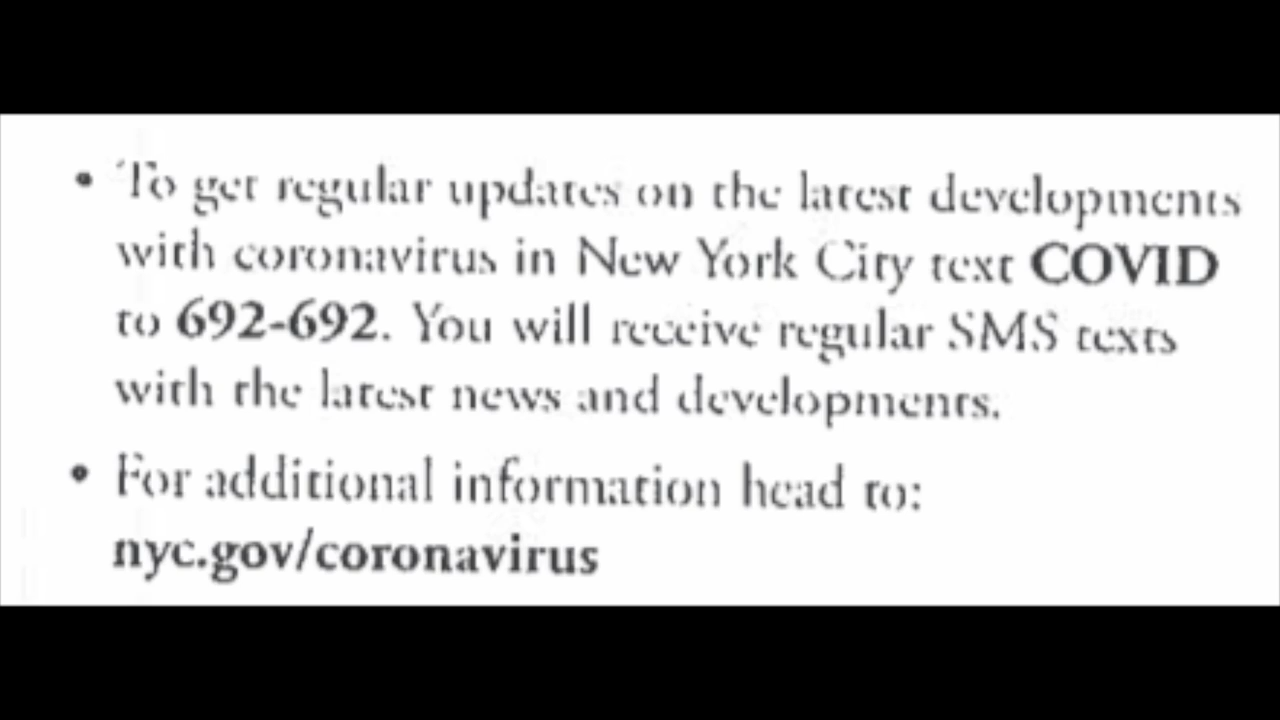 • To get regular updates on the latest developments
with coronavirus in New York City text COVID
to 692-692. You will receive regular SMS texts
with the latest news and developments.
• For additional information head to:
nyc.gov/coronavirus